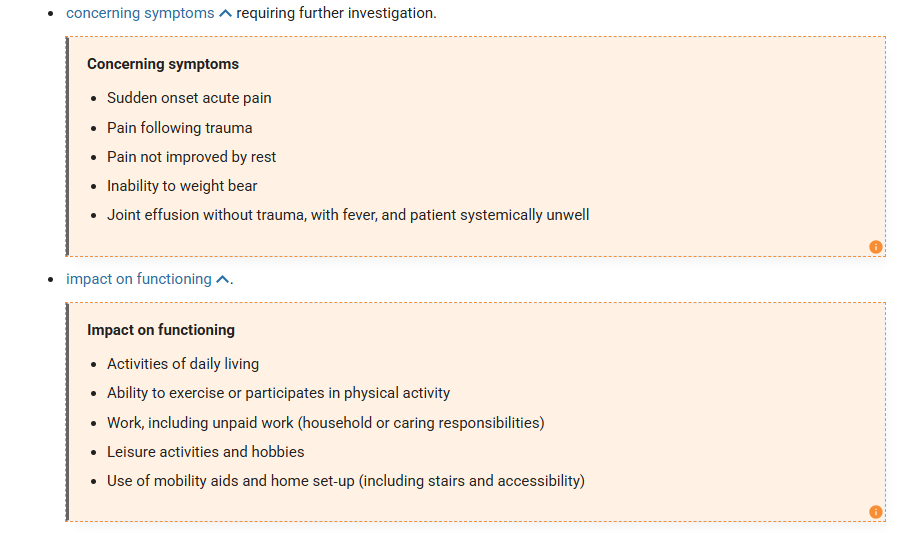 concerning symptoms requiring further investigation.
Concerning symptoms
Sudden onset acute pain
Pain following trauma
Pain not improved by rest
Inability to weight bear
Joint effusion without trauma, with fever, and patient systemically unwell
impact on functioning .
Impact on functioning
Activities of daily living
Ability to exercise or participates in physical activity
Work, including unpaid work (household or caring responsibilities)
Leisure activities and hobbies
Use of mobility aids and home set-up (including stairs and accessibility)